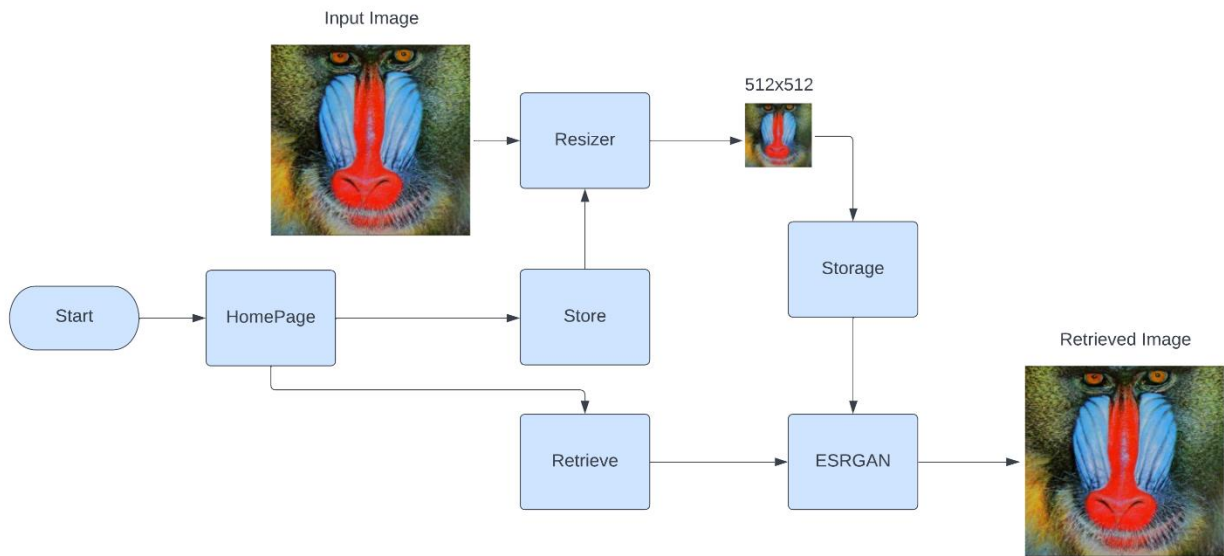 Input Image
512x512
Resizer
Storage
Start
HomePage
Store
Retrieved Image
Retrieve
ESRGAN